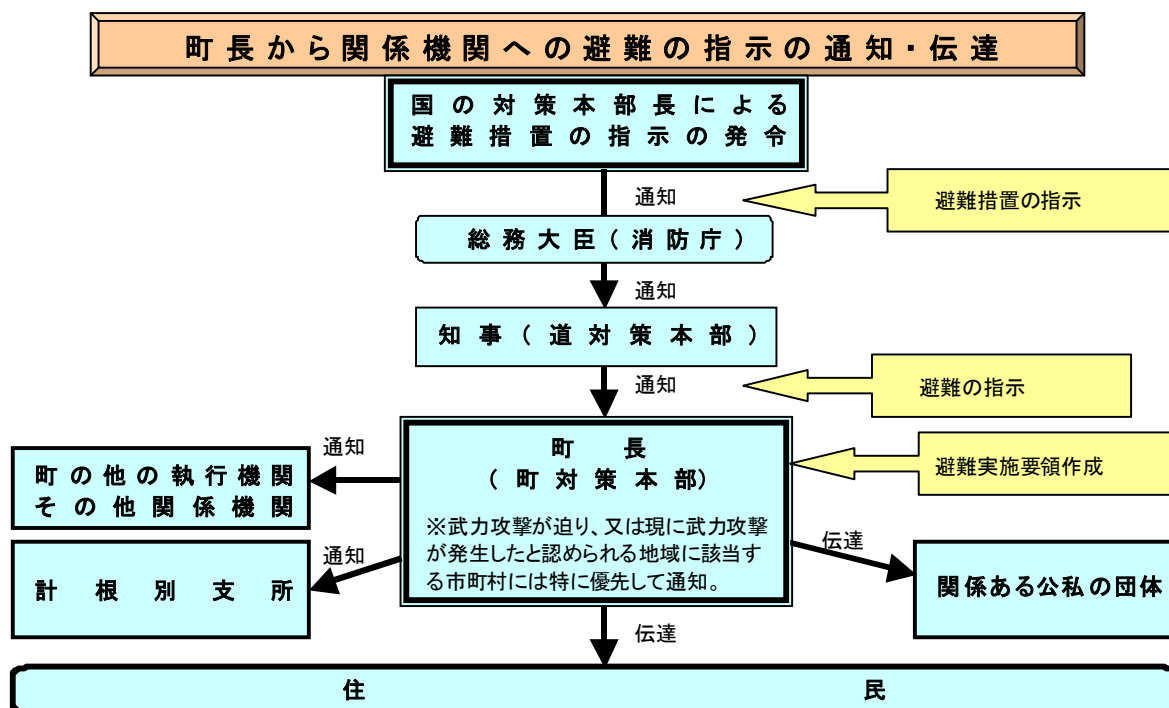 町長から関係機関への避難の指示の通知・伝達
国の対策本部長による
避難措置の指示の発令
通知
避難措置の指示
総務大臣(消防庁)
通知
知事(道対策本部)
通知
避難の指示
町長
(町対策本部)
※武力攻撃が迫り、又は現に武力攻撃
が発生したと認められる地域に該当す
る市町村には特に優先して通知。
避難実施要領作成
通知
町の他の執行機関
その他関係機関
通知
計根別支所
伝達
関係ある公私の団体
伝達
住民